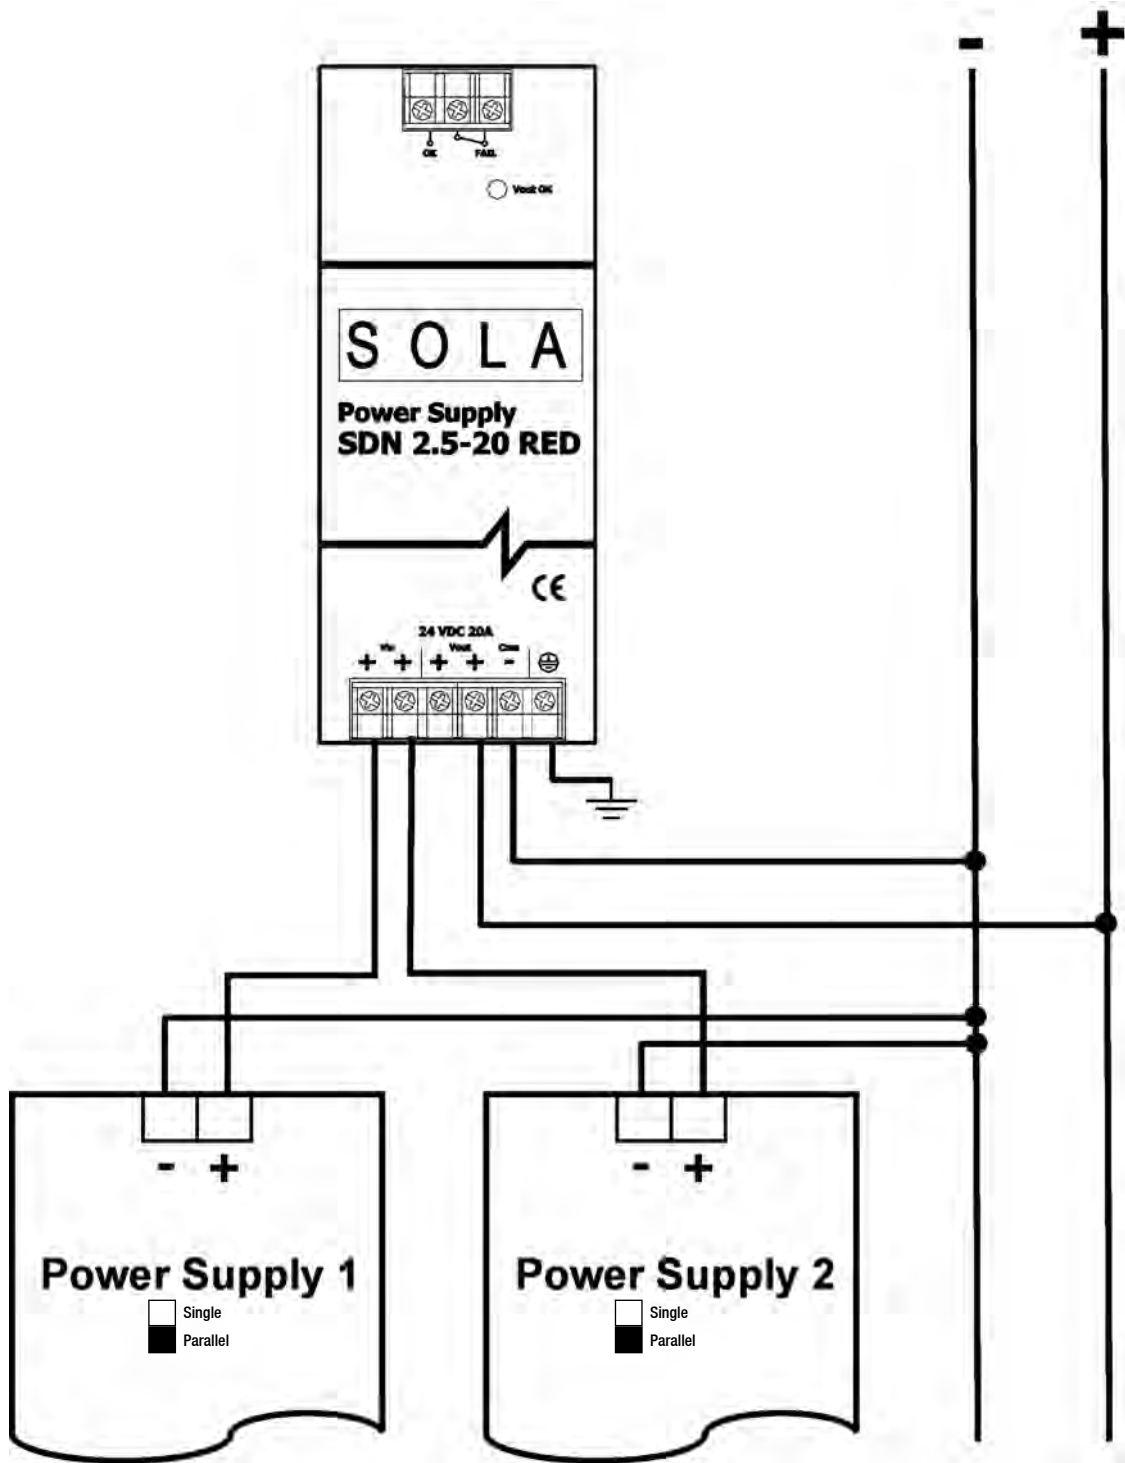 - +
OK FAIL
Vout OK
SOLA
Power Supply
SDN 2.5-20 RED
CE
24 VDC 20A
Vin Vout Com
+ + + + -
- +
- +
Power Supply 1
Single
Parallel
Power Supply 2
Single
Parallel